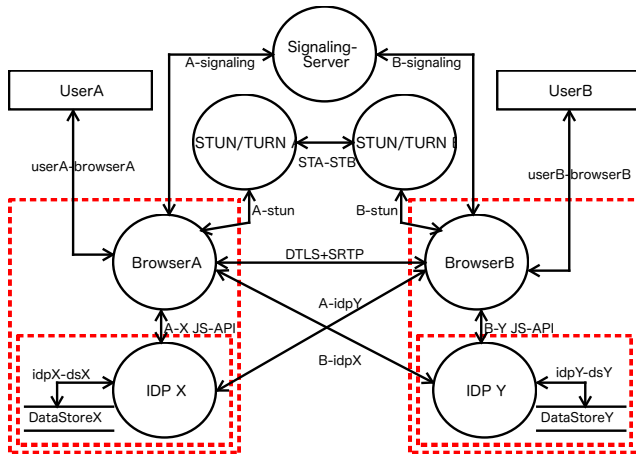 Signaling-
Server
A-signaling
B-signaling
UserA
UserB
STUN/TURN
STUN/TURN
STA-STB
userA-browserA
userB-browserB
A-stun
B-stun
DTLS+SRTP
BrowserA
BrowserB
A-idpY
A-X JS-API
B-Y JS-API
B-idpX
idpX-dsX
idpY-dsY
IDP X
IDP Y
DataStoreX
DataStoreY